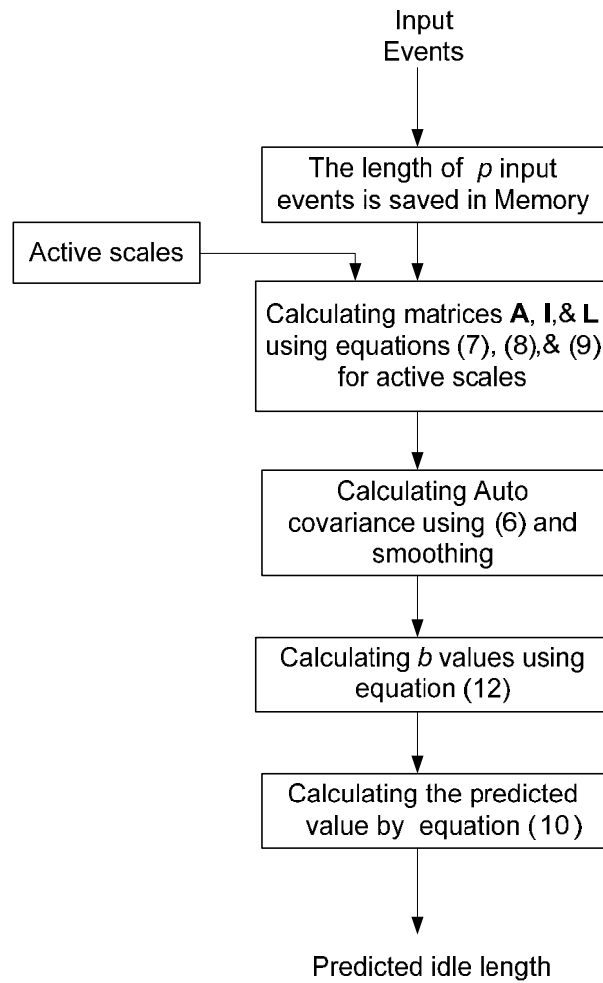 Input
Events
The length of p input
events is saved in Memory
Active scales
Calculating matrices A, I,& L
using equations (7), (8),& (9)
for active scales
Calculating Auto
covariance using (6) and
smoothing
Calculating b values using
equation (12)
Calculating the predicted
value by equation (10)
Predicted idle length